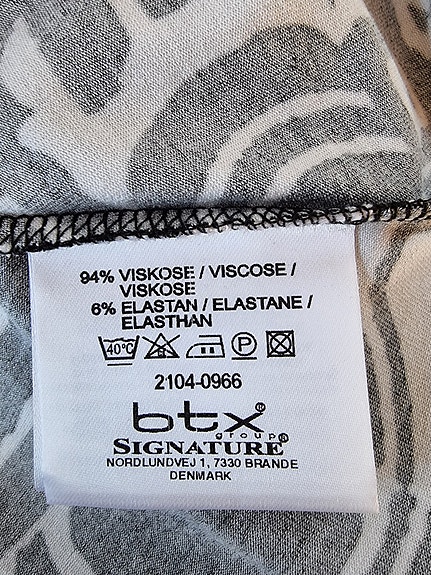 94% VISKOSE / VISCOSE /
VISKOSE
6% ELASTAN / ELASTANE /
ELASTHAN
40°C P
2104-0966
btx®
group
SIGNATURE®
NORDLUNDVEJ 1, 7330 BRANDE
DENMARK